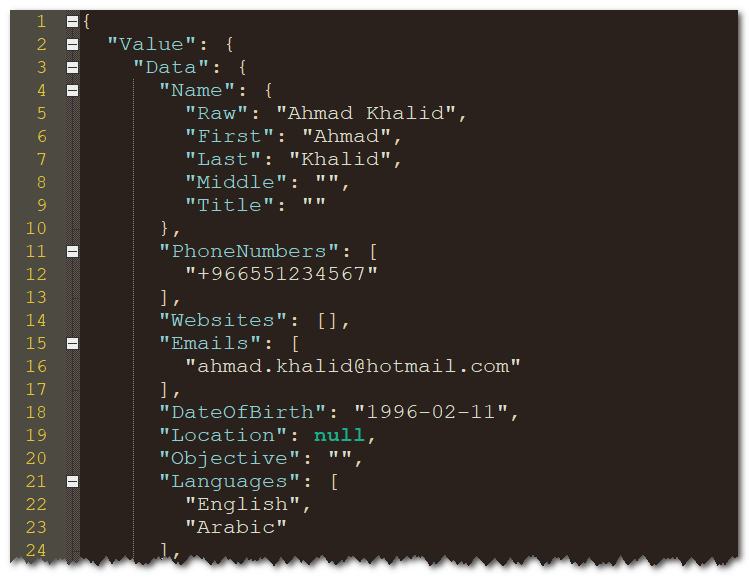 1 {
2   "Value": {
3     "Data": {
4       "Name": {
5         "Raw": "Ahmad Khalid",
6         "First": "Ahmad",
7         "Last": "Khalid",
8         "Middle": "",
9         "Title": ""
10       },
11       "PhoneNumbers": [
12         "+966551234567"
13       ],
14       "Websites": [],
15       "Emails": [
16         "ahmad.khalid@hotmail.com"
17       ],
18       "DateOfBirth": "1996-02-11",
19       "Location": null,
20       "Objective": "",
21       "Languages": [
22         "English",
23         "Arabic"
24       ],